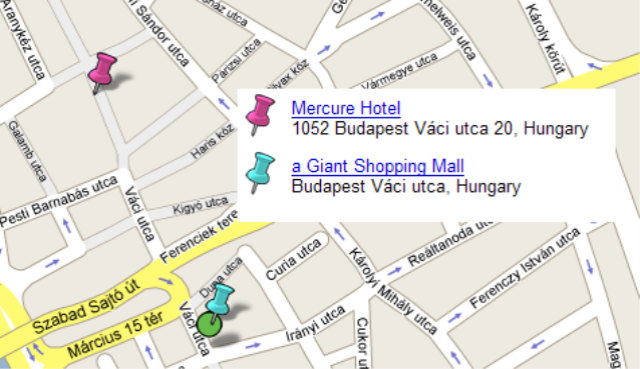 Aranykéz utca
Sándor utca
Károly körút
Párizsi utca
Vármegye utca
Mercure Hotel
1052 Budapest Váci utca 20, Hungary
Galamb utca
Haris köz
a Giant Shopping Mall
Budapest Váci utca, Hungary
Pesti Barnabás utca
Váci utca
Kígyó utca
Ferenciek tere
Duna utca
Curia utca
Reáltanoda utca
Ferenczy István utca
Károlyi Mihály utca
Szabad Sajtó út
Március 15 tér
Váci utca
Irányi utca
Cukor utca